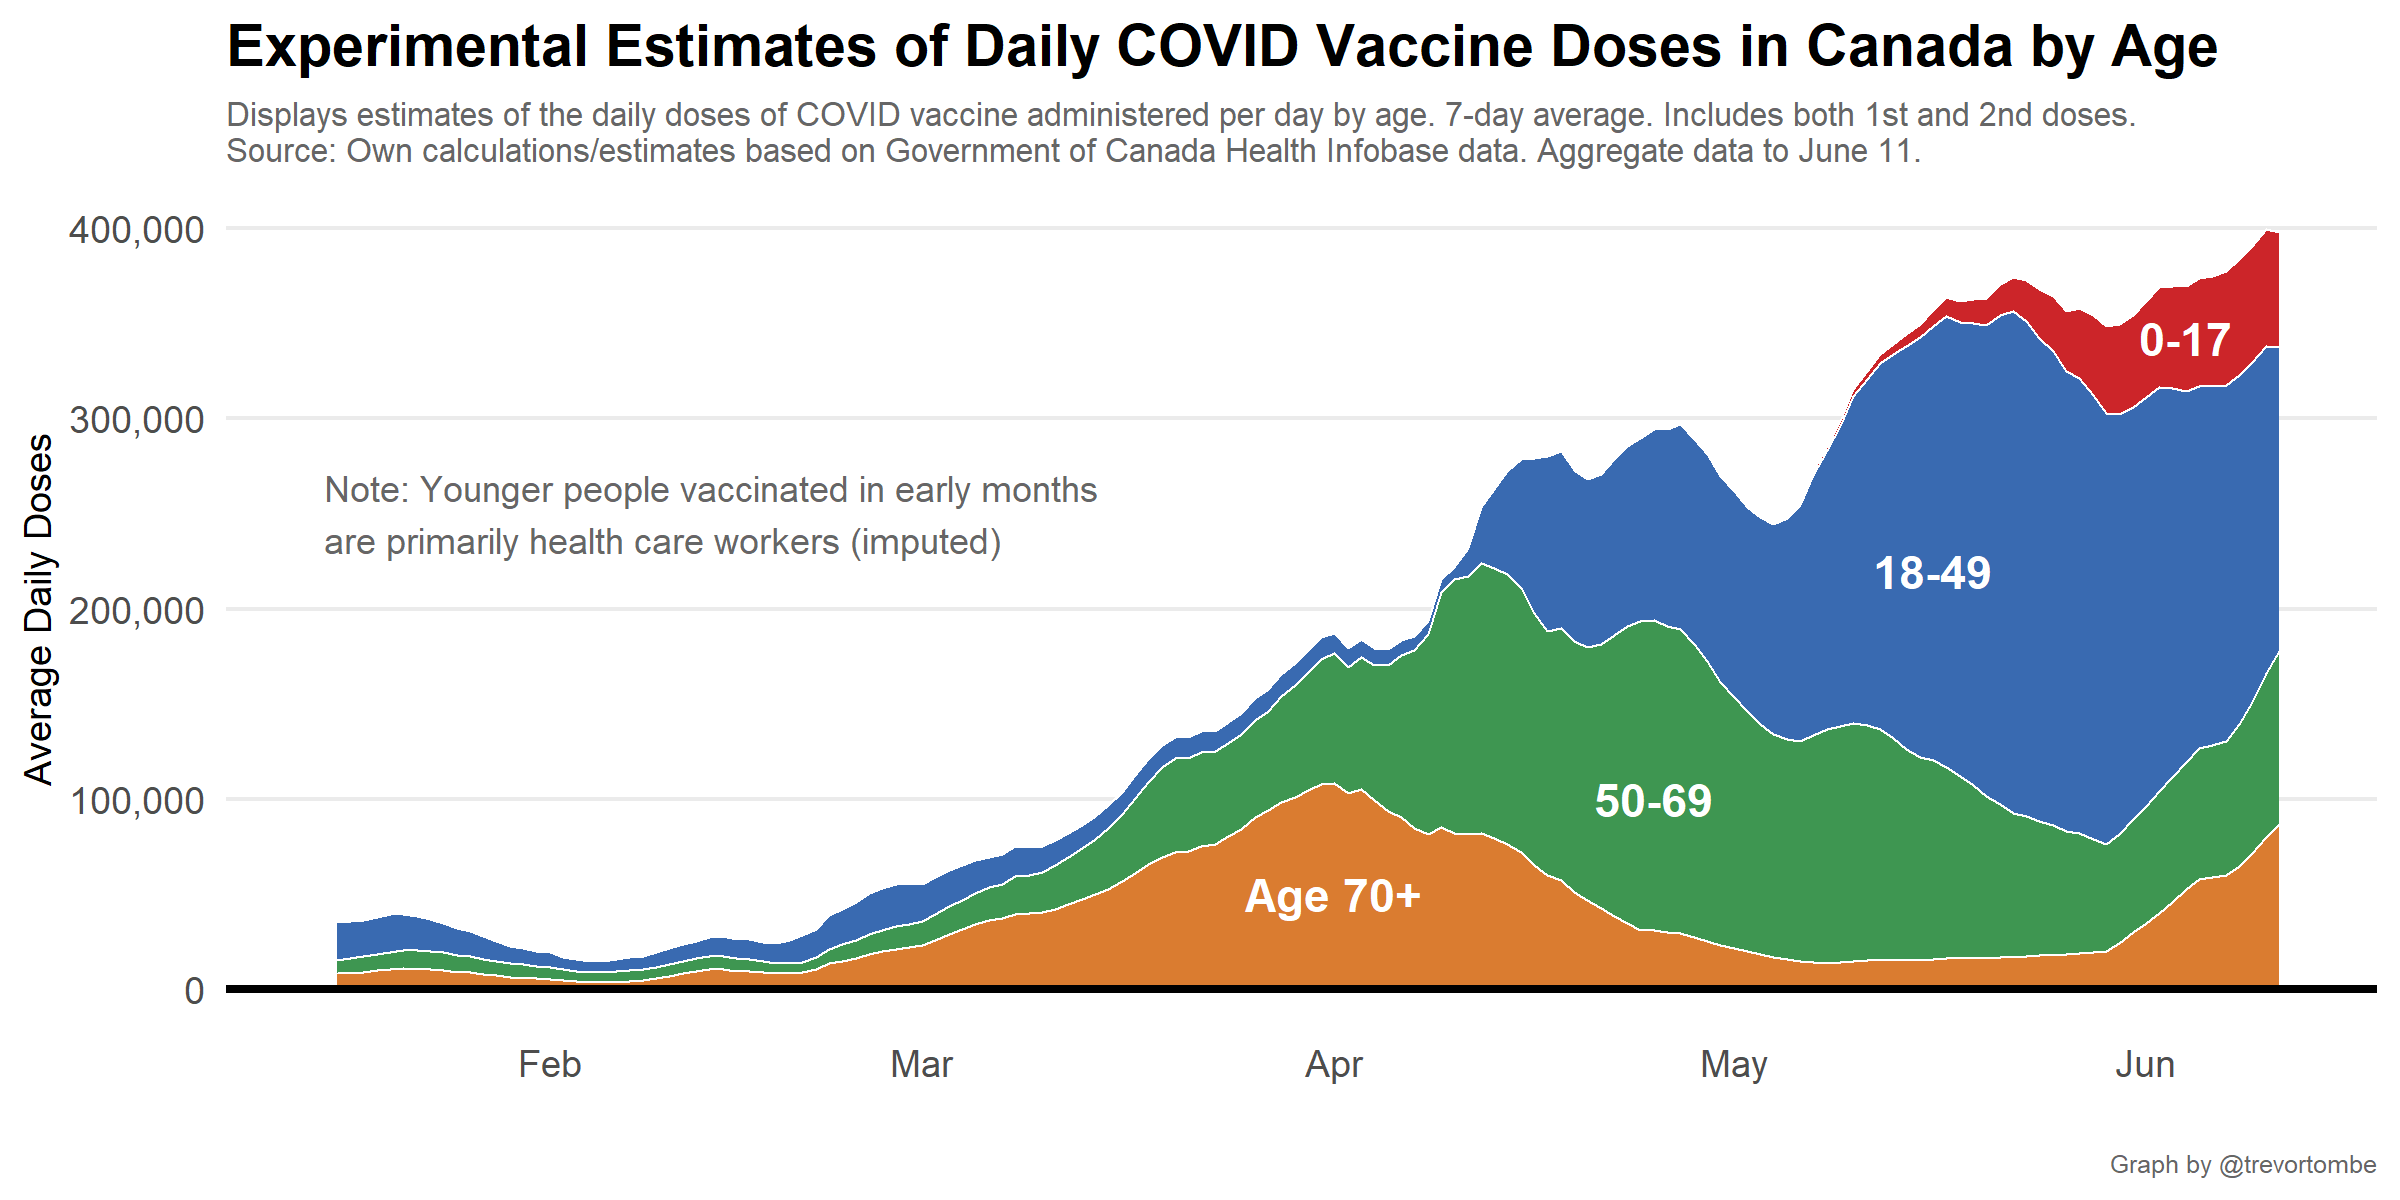 Experimental Estimates of Daily COVID Vaccine Doses in Canada by Age
Displays estimates of the daily doses of COVID vaccine administered per day by age. 7-day average. Includes both 1st and 2nd doses.
Source: Own calculations/estimates based on Government of Canada Health Infobase data. Aggregate data to June 11.
Average Daily Doses
400,000
300,000
200,000
100,000
0
Note: Younger people vaccinated in early months
are primarily health care workers (imputed)
0-17
18-49
50-69
Age 70+
Feb
Mar
Apr
May
Jun
Graph by @trevortombe